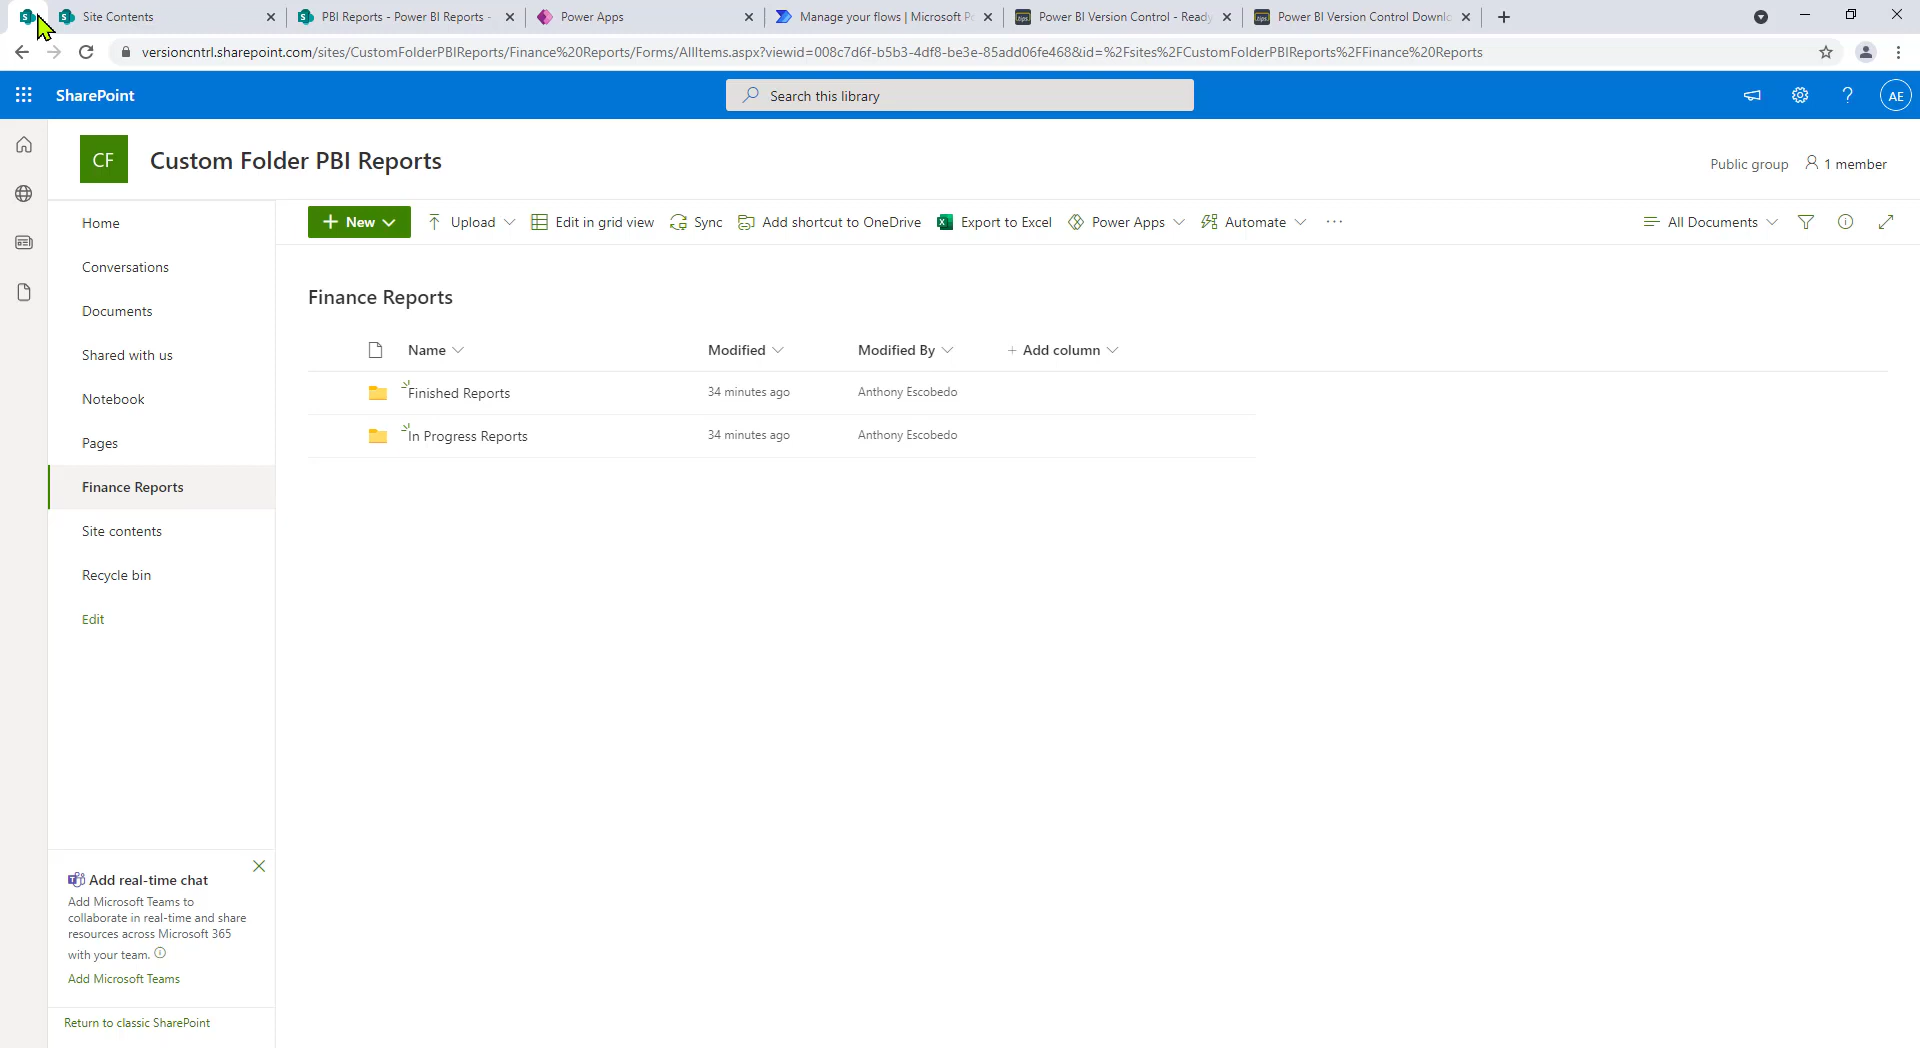 Site Contents
PBI Reports - Power BI Reports -
Power Apps
Manage your flows | Microsoft Po
Power BI Version Control - Ready
Power BI Version Control Downlo
versioncntrl.sharepoint.com/sites/CustomFolderPBIReports/Finance%20Reports/Forms/AllItems.aspx?viewid=008c7d6f-b5b3-4df8-be3e-85add06fe468&id=%2Fsites%2FCustomFolderPBIReports%2FFinance%20Reports
SharePoint
Search this library
AE
CF
Custom Folder PBI Reports
Public group
1 member
Home
Conversations
Documents
Shared with us
Notebook
Pages
Finance Reports
Site contents
Recycle bin
Edit
New
Upload
Edit in grid view
Sync
Add shortcut to OneDrive
Export to Excel
Power Apps
Automate
All Documents
Finance Reports
Name
Modified
Modified By
Add column
Finished Reports
34 minutes ago
Anthony Escobedo
In Progress Reports
34 minutes ago
Anthony Escobedo
Add real-time chat
Add Microsoft Teams to
collaborate in real-time and share
resources across Microsoft 365
with your team.
Add Microsoft Teams
Return to classic SharePoint